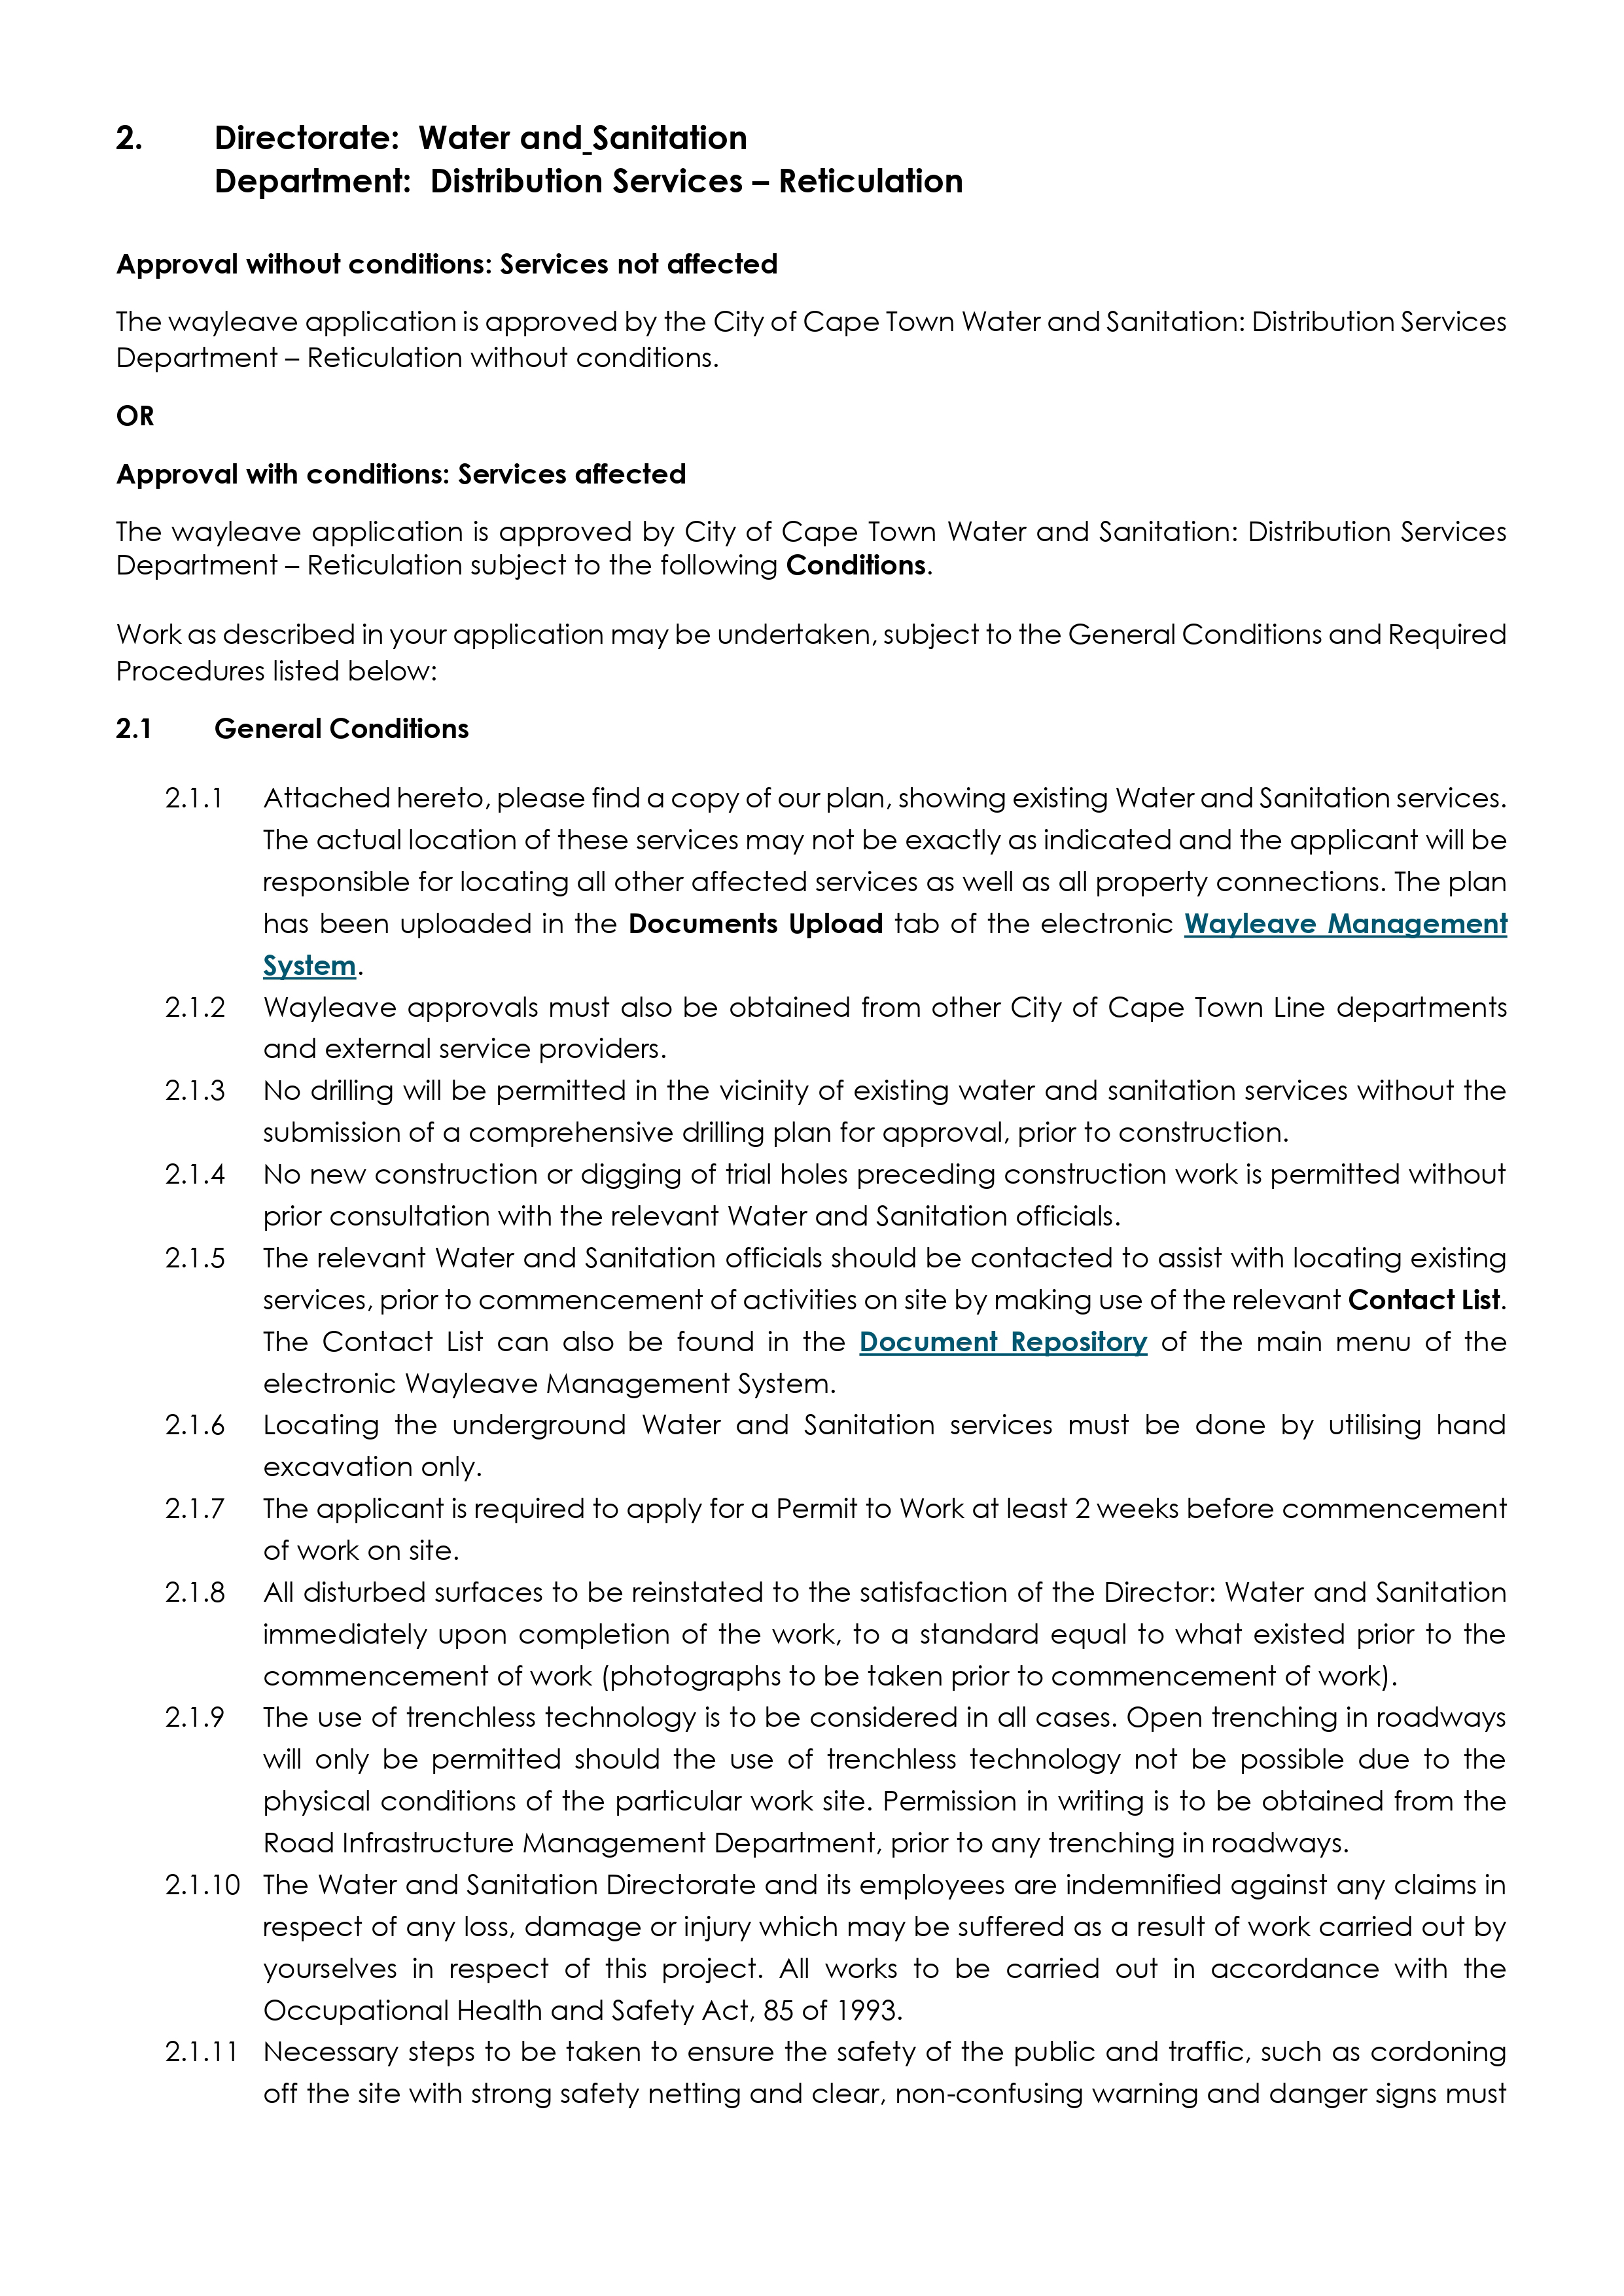 2. Directorate: Water and Sanitation
Department: Distribution Services – Reticulation
Approval without conditions: Services not affected
The wayleave application is approved by the City of Cape Town Water and Sanitation: Distribution Services
Department – Reticulation without conditions.
OR
Approval with conditions: Services affected
The wayleave application is approved by City of Cape Town Water and Sanitation: Distribution Services
Department – Reticulation subject to the following Conditions.
Work as described in your application may be undertaken, subject to the General Conditions and Required
Procedures listed below:
2.1 General Conditions
2.1.1 Attached hereto, please find a copy of our plan, showing existing Water and Sanitation services.
The actual location of these services may not be exactly as indicated and the applicant will be
responsible for locating all other affected services as well as all property connections. The plan
has been uploaded in the Documents Upload tab of the electronic Wayleave Management
System.
2.1.2 Wayleave approvals must also be obtained from other City of Cape Town Line departments
and external service providers.
2.1.3 No drilling will be permitted in the vicinity of existing water and sanitation services without the
submission of a comprehensive drilling plan for approval, prior to construction.
2.1.4 No new construction or digging of trial holes preceding construction work is permitted without
prior consultation with the relevant Water and Sanitation officials.
2.1.5 The relevant Water and Sanitation officials should be contacted to assist with locating existing
services, prior to commencement of activities on site by making use of the relevant Contact List.
The Contact List can also be found in the Document Repository of the main menu of the
electronic Wayleave Management System.
2.1.6 Locating the underground Water and Sanitation services must be done by utilising hand
excavation only.
2.1.7 The applicant is required to apply for a Permit to Work at least 2 weeks before commencement
of work on site.
2.1.8 All disturbed surfaces to be reinstated to the satisfaction of the Director: Water and Sanitation
immediately upon completion of the work, to a standard equal to what existed prior to the
commencement of work (photographs to be taken prior to commencement of work).
2.1.9 The use of trenchless technology is to be considered in all cases. Open trenching in roadways
will only be permitted should the use of trenchless technology not be possible due to the
physical conditions of the particular work site. Permission in writing is to be obtained from the
Road Infrastructure Management Department, prior to any trenching in roadways.
2.1.10 The Water and Sanitation Directorate and its employees are indemnified against any claims in
respect of any loss, damage or injury which may be suffered as a result of work carried out by
yourselves in respect of this project. All works to be carried out in accordance with the
Occupational Health and Safety Act, 85 of 1993.
2.1.11 Necessary steps to be taken to ensure the safety of the public and traffic, such as cordoning
off the site with strong safety netting and clear, non-confusing warning and danger signs must